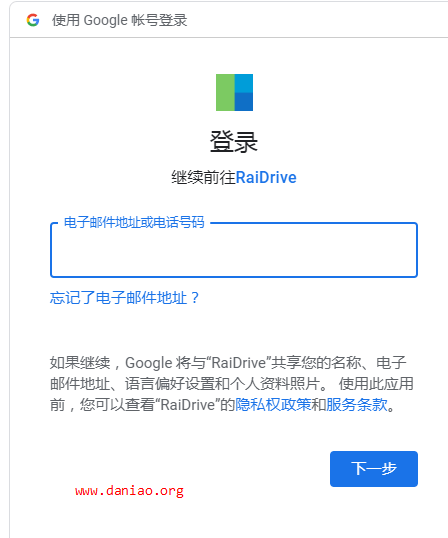 使用 Google 帐号登录
登录
继续前往RaiDrive
电子邮件地址或电话号码
忘记了电子邮件地址？
如果继续，Google 将与“RaiDrive”共享您的名称、电子
邮件地址、语言偏好设置和个人资料照片。 使用此应用
前，您可以查看“RaiDrive”的隐私权政策和服务条款。
下一步
www.daniao.org